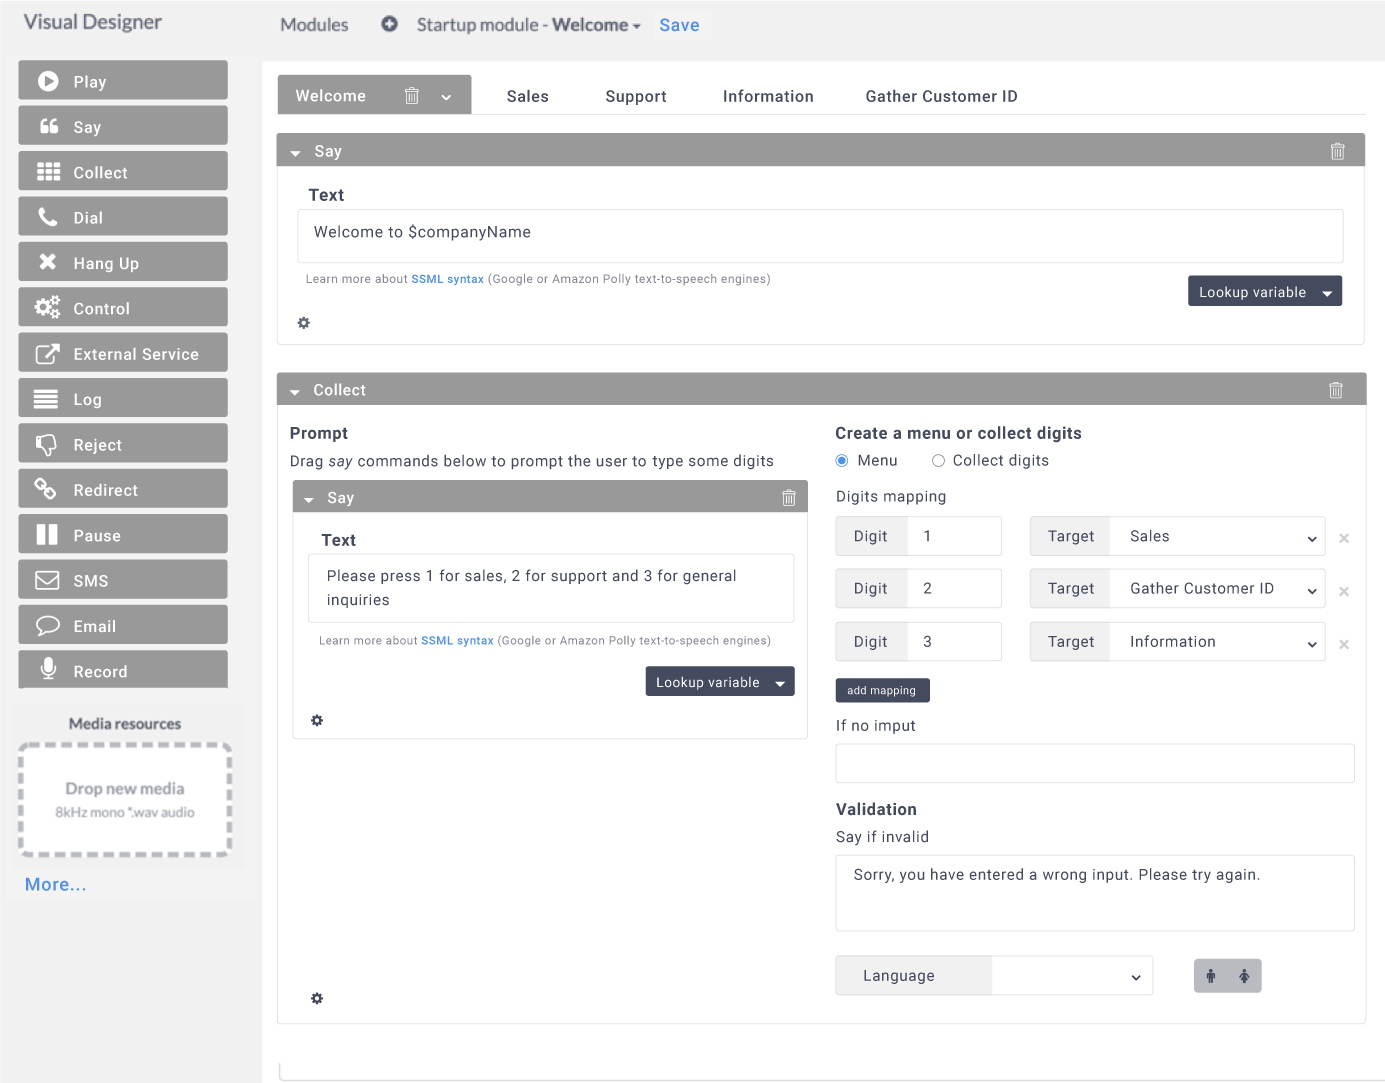 Visual Designer
Modules
Startup module - Welcome
Save
Play
Say
Collect
Dial
Hang Up
Control
External Service
Log
Reject
Redirect
Pause
SMS
Email
Record
Media resources
Drop new media
8kHz mono *.wav audio
More...
Welcome
Sales
Support
Information
Gather Customer ID
Say
Text
Welcome to $companyName
Learn more about SSML syntax (Google or Amazon Polly text-to-speech engines)
Lookup variable
Collect
Prompt
Drag say commands below to prompt the user to type some digits
Say
Text
Please press 1 for sales, 2 for support and 3 for general
inquiries
Learn more about SSML syntax (Google or Amazon Polly text-to-speech engines)
Lookup variable
Create a menu or collect digits
Menu
Collect digits
Digits mapping
Digit 1 Target Sales
Digit 2 Target Gather Customer ID
Digit 3 Target Information
add mapping
If no imput
Validation
Say if invalid
Sorry, you have entered a wrong input. Please try again.
Language